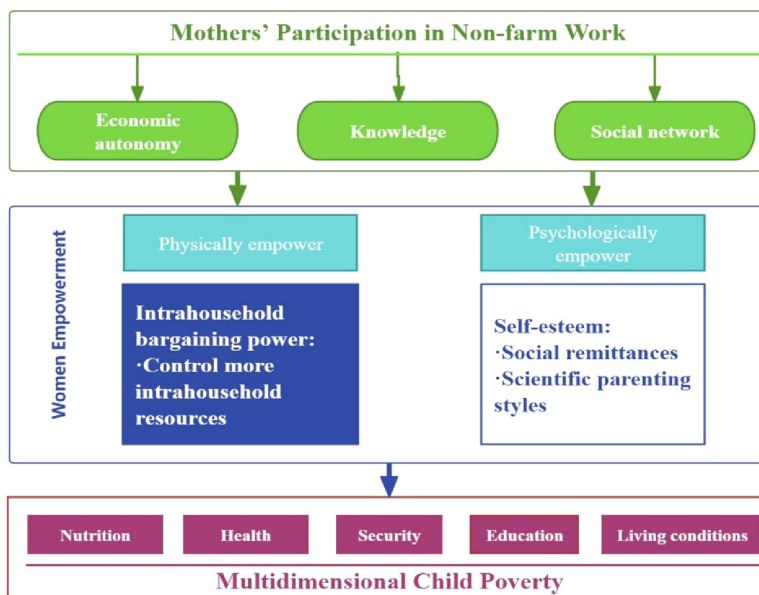 Mothers' Participation in Non-farm Work
Economic
autonomy
Knowledge
Social network
Women Empowerment
Physically empower
Psychologically
empower
Intrahousehold
bargaining power:
·Control more
intrahousehold
resources
Self-esteem:
·Social remittances
·Scientific parenting
styles
Nutrition
Health
Security
Education
Living conditions
Multidimensional Child Poverty